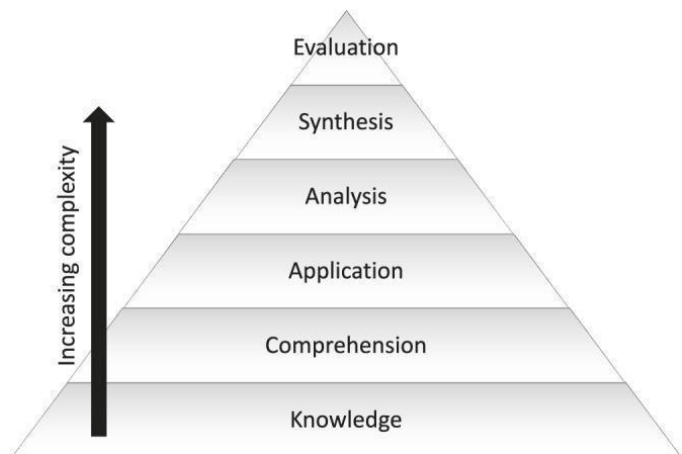 Evaluation
Synthesis
Analysis
Application
Comprehension
Knowledge
Increasing complexity